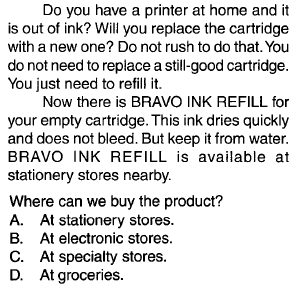 Do you have a printer at home and it
is out of ink? Will you replace the cartridge
with a new one? Do not rush to do that. You
do not need to replace a still-good cartridge.
You just need to refill it.
Now there is BRAVO INK REFILL for
your empty cartridge. This ink dries quickly
and does not bleed. But keep it from water.
BRAVO INK REFILL is available at
stationery stores nearby.
Where can we buy the product?
A. At stationery stores.
B. At electronic stores.
C. At specialty stores.
D. At groceries.